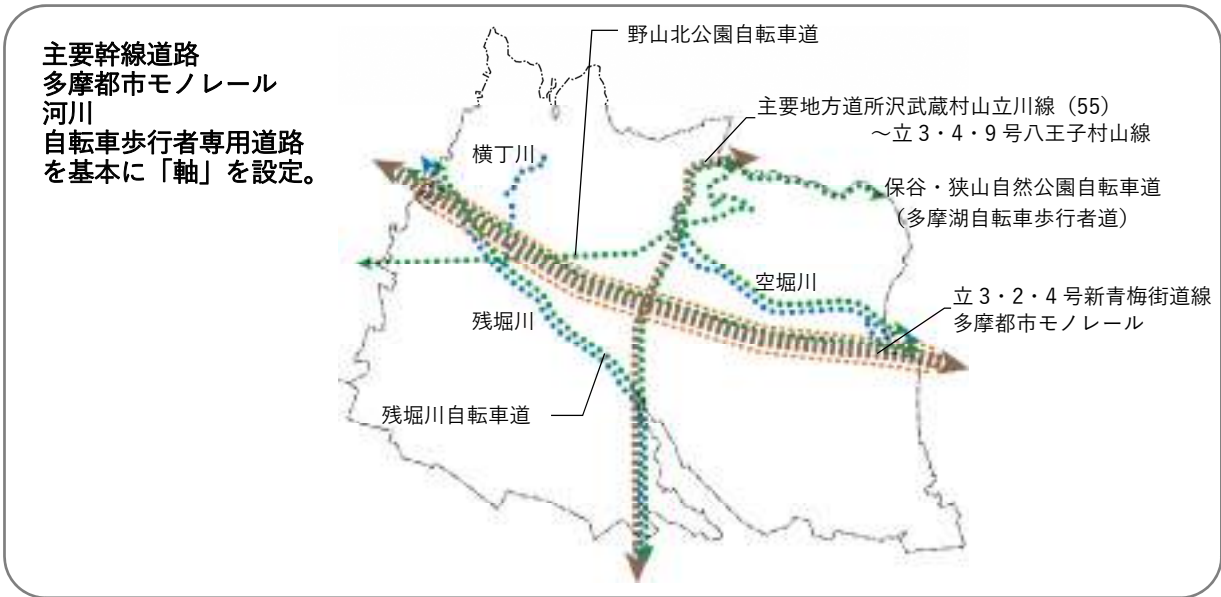 主要幹線道路
多摩都市モノレール
河川
自転車歩行者専用道路
を基本に「軸」を設定。
野山北公園自転車道
主要地方道所沢武蔵村山立川線（55）
～立3・4・9号八王子村山線
横丁川
保谷・狭山自然公園自転車道
（多摩湖自転車歩行者道）
空堀川
立3・2・4号新青梅街道線
多摩都市モノレール
残堀川
残堀川自転車道